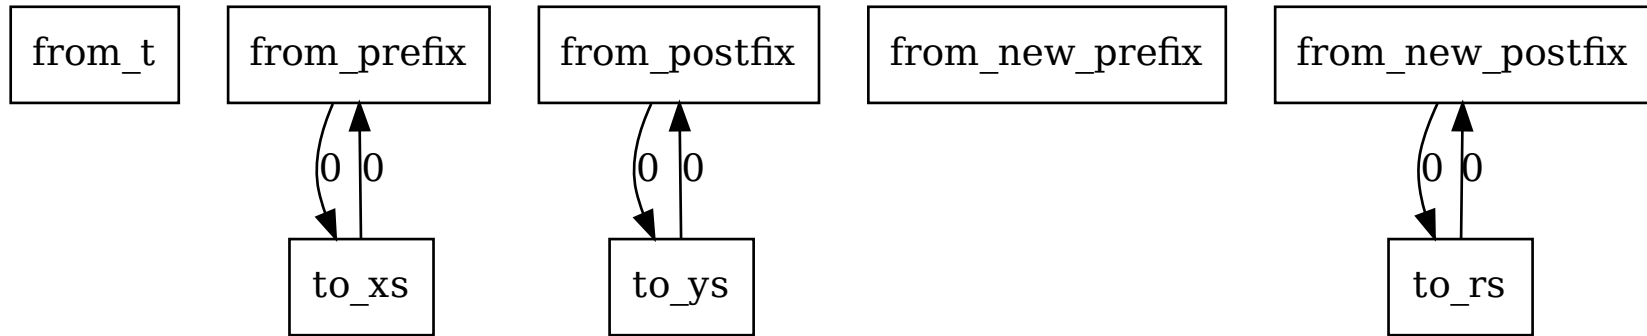 from_t
from_prefix
from_postfix
from_new_prefix
from_new_postfix
0
0
0
0
0
0
to_xs
to_ys
to_rs